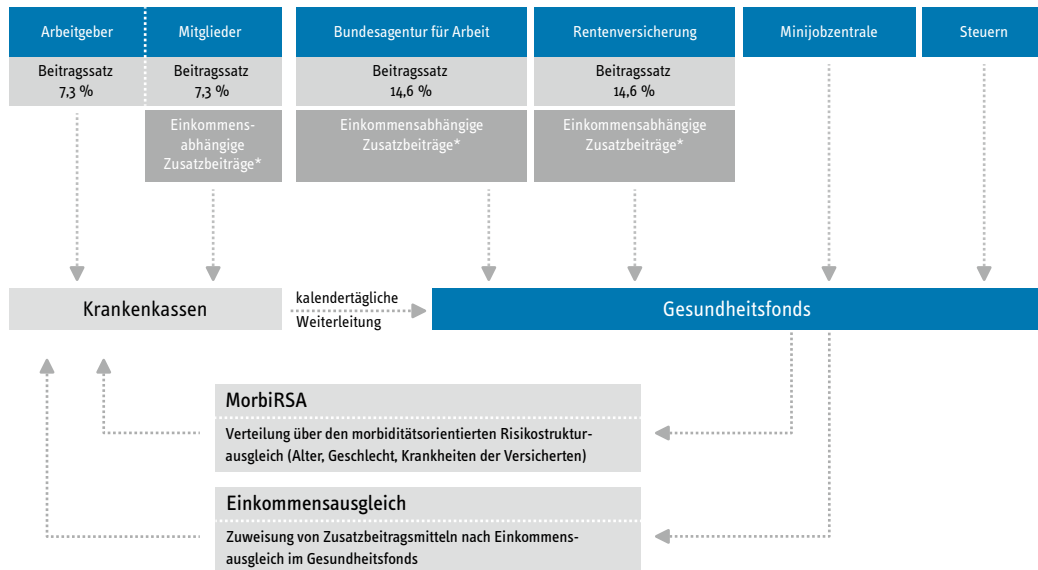 Arbeitgeber
Mitglieder
Bundesagentur für Arbeit
Rentenversicherung
Minijobzentrale
Steuern
Beitragssatz
7,3 %
Beitragssatz
7,3 %
Beitragssatz
14,6 %
Beitragssatz
14,6 %
Einkommens-
abhängige
Zusatzbeiträge*
Einkommensabhängige
Zusatzbeiträge*
Einkommensabhängige
Zusatzbeiträge*
Krankenkassen
kalendertägliche
Weiterleitung
Gesundheitsfonds
MorbiRSA
Verteilung über den morbiditätsorientierten Risikostruktur-
ausgleich (Alter, Geschlecht, Krankheiten der Versicherten)
Einkommensausgleich
Zuweisung von Zusatzbeitragsmitteln nach Einkommens-
ausgleich im Gesundheitsfonds